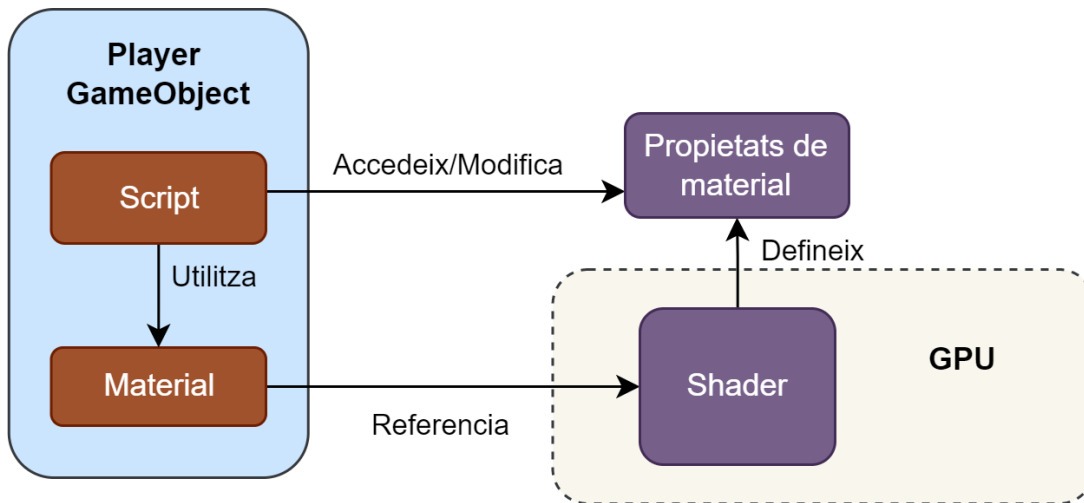 Player
GameObject
Script
Utilitza
Material
Accedeix/Modifica
Referencia
Propietats de
material
Defineix
Shader
GPU